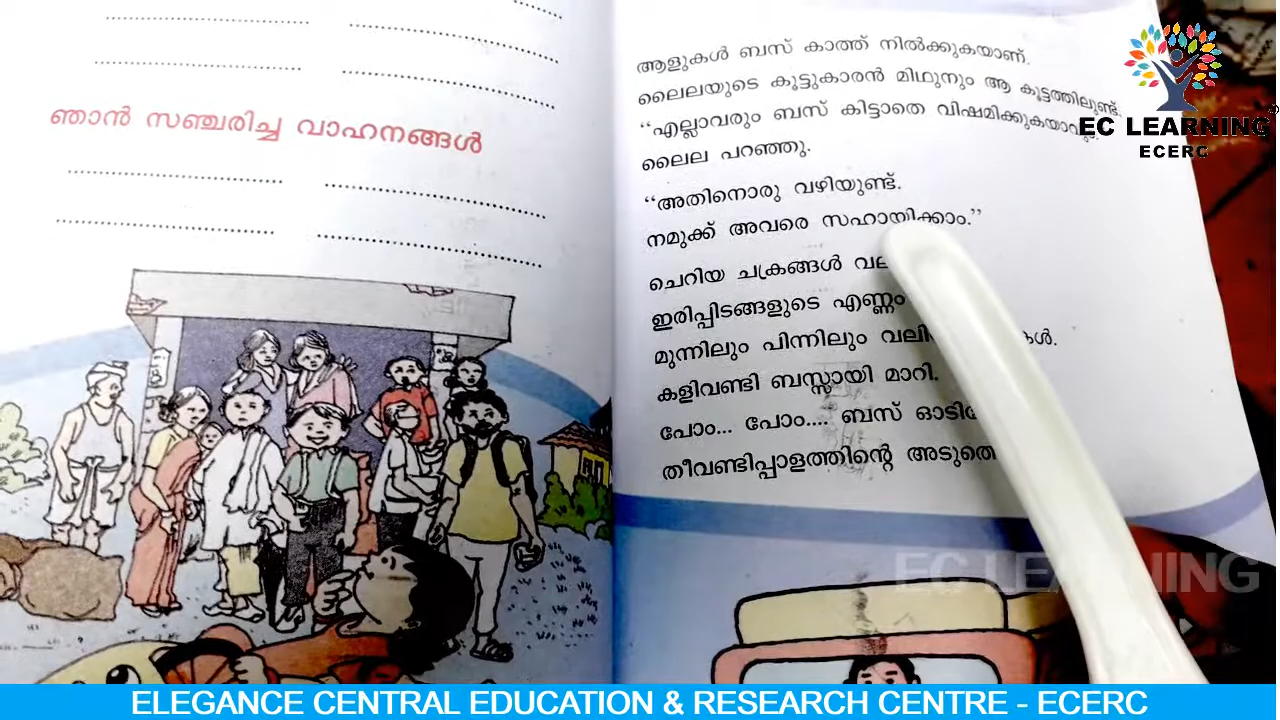 ഞാൻ സഞ്ചരിച്ച വാഹനങ്ങൾ
ആളുകൾ ബസ് കാത്ത് നിൽക്കുകയാണ്.
ലൈലയുടെ കൂട്ടുകാരൻ മിഥുനും ആ കൂട്ടത്തിലുണ്ട്.
“എല്ലാവരും ബസ് കിട്ടാതെ
ലൈല പറഞ്ഞു.
“അതിനൊരു വഴിയുണ്ട്.
നമുക്ക് അവരെ സഹായിക്കാം.”
ചെറിയ ചക്രങ്ങൾ
ഇരിപ്പിടങ്ങളുടെ എണ്ണം
മുന്നിലും പിന്നിലും
കളിവണ്ടി ബസ്സായി മാറി.
പോം... പോം.... ബസ്
തീവണ്ടിപ്പാളത്തിന്റെ
EC LEARNING
ECERC
EC LEARNING
ELEGANCE CENTRAL EDUCATION & RESEARCH CENTRE - ECERC